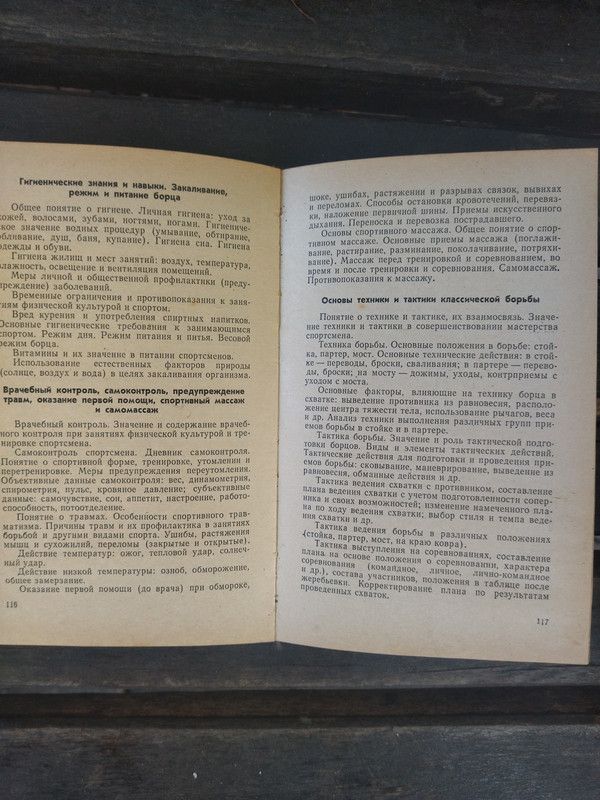 Гигиенические знания и навыки. Закаливание,
режим и питание борца
Общее понятие о гигиене. Личная гигиена: уход за
кожей, волосами, зубами, ногтями, ногами. Гигиениче-
ское значение водных процедур (умывание, обтирание,
обливание, душ, баня, купание). Гигиена сна. Гигиена
одежды и обуви.
Гигиена жилищ и мест занятий: воздух, температура,
влажность, освещение и вентиляция помещений.
Меры личной и общественной профилактики (преду-
преждение) заболеваний.
Временные ограничения и противопоказания к заня-
тиям физической культурой и спортом.
Вред курения и употребления спиртных напитков.
Основные гигиенические требования к занимающимся
спортом. Режим дня. Режим питания и питья. Весовой
режим борца.
Витамины и их значение в питании спортсменов.
Использование естественных факторов природы
(солнце, воздух и вода) в целях закаливания организма.
Врачебный контроль, самоконтроль, предупреждение
травм, оказание первой помощи, спортивный массаж
и самомассаж
Врачебный контроль. Значение и содержание врачеб-
ного контроля при занятиях физической культурой и тре-
нировке спортсмена.
Самоконтроль спортсмена. Дневник самоконтроля.
Понятие о спортивной форме, тренировке, утомлении и
перетренировке. Меры предупреждения переутомления.
Объективные данные самоконтроля: вес, динамометрия,
спирометрия, пульс, кровяное давление; субъективные
данные: самочувствие, сон, аппетит, настроение, работо-
способность, потоотделение.
Понятие о травмах. Особенности спортивного трав-
матизма. Причины травм и их профилактика в занятиях
борьбой и другими видами спорта. Ушибы, растяжения
мышц и сухожилий, переломы (закрытые и открытые).
Действие температур: ожог, тепловой удар, солнеч-
ный удар.
Действие низкой температуры: озноб, обморожение,
общее замерзание.
Оказание первой помощи (до врача) при обмороке,
116
шоке, ушибах, растяжении и разрывах связок, вывихах
и переломах. Способы остановки кровотечений, перевяз-
ки, наложение первичной шины. Приемы искусственного
дыхания. Переноска и перевозка пострадавшего.
Основы спортивного массажа. Общее понятие о спор-
тивном массаже. Основные приемы массажа (поглажи-
вание, растирание, разминание, поколачивание, потряхи-
вание). Массаж перед тренировкой и соревнованием, во
время и после тренировки и соревнования. Самомассаж.
Противопоказания к массажу.
Основы техники и тактики классической борьбы
Понятие о технике и тактике, их взаимосвязь. Значе-
ние техники и тактики в совершенствовании мастерства
спортсмена.
Техника борьбы. Основные положения в борьбе: стой-
ка, партер, мост. Основные технические действия: в стой-
ке — переводы, броски, сваливания; в партере — перево-
ды, броски; на мосту — дожимы, уходы, контрприемы с
уходом с моста.
Основные факторы, влияющие на технику борца в
схватке: выведение противника из равновесия, располо-
жение центра тяжести тела, использование рычагов, веса
и др. Анализ техники выполнения различных групп при-
емов борьбы в стойке и в партере.
Тактика борьбы. Значение и роль тактической подго-
товки борцов. Виды и элементы тактических действий.
Тактические действия для подготовки и проведения при-
емов борьбы: сковывание, маневрирование, выведение из
равновесия, обманные действия и др.
Тактика ведения схватки с противником, составление
плана ведения схватки с учетом подготовленности сопер-
ника и своих возможностей; изменение намеченного пла-
на по ходу ведения схватки; выбор стиля и темпа веде-
ния схватки и др.
Тактика ведения борьбы в различных положениях
(стойка, партер, мост, на краю ковра).
Тактика выступления на соревнованиях, составление
плана на основе положения о соревновании, характера
соревнования (командное, личное, лично-командное
и др.), состава участников, положения в таблице после
жеребьевки. Корректирование плана по результатам
проведенных схваток.
117